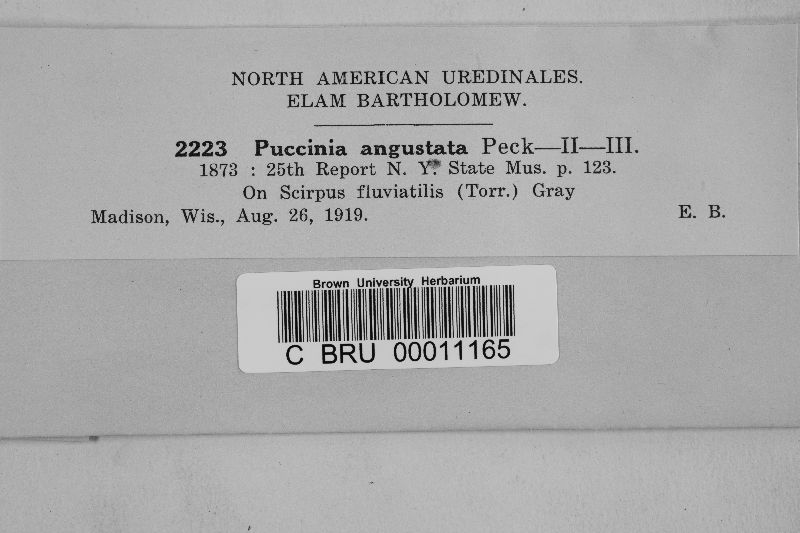 NORTH AMERICAN UREDINALES.
ELAM BARTHOLOMEW.
2223 Puccinia angustata Peck—II—III.
1873 : 25th Report N. Y. State Mus. p. 123.
On Scirpus fluviatilis (Torr.) Gray
Madison, Wis., Aug. 26, 1919. E. B.
Brown University Herbarium
C BRU 00011165